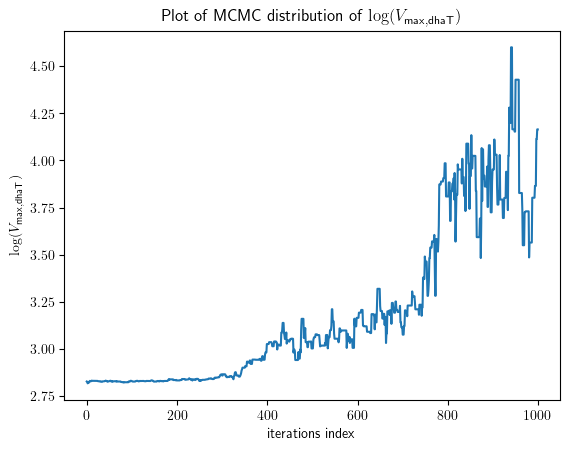 Plot of MCMC distribution of log(V_max,dhaT)
log(V_max,dhaT)
4.50
4.25
4.00
3.75
3.50
3.25
3.00
2.75
0 200 400 600 800 1000
iterations index